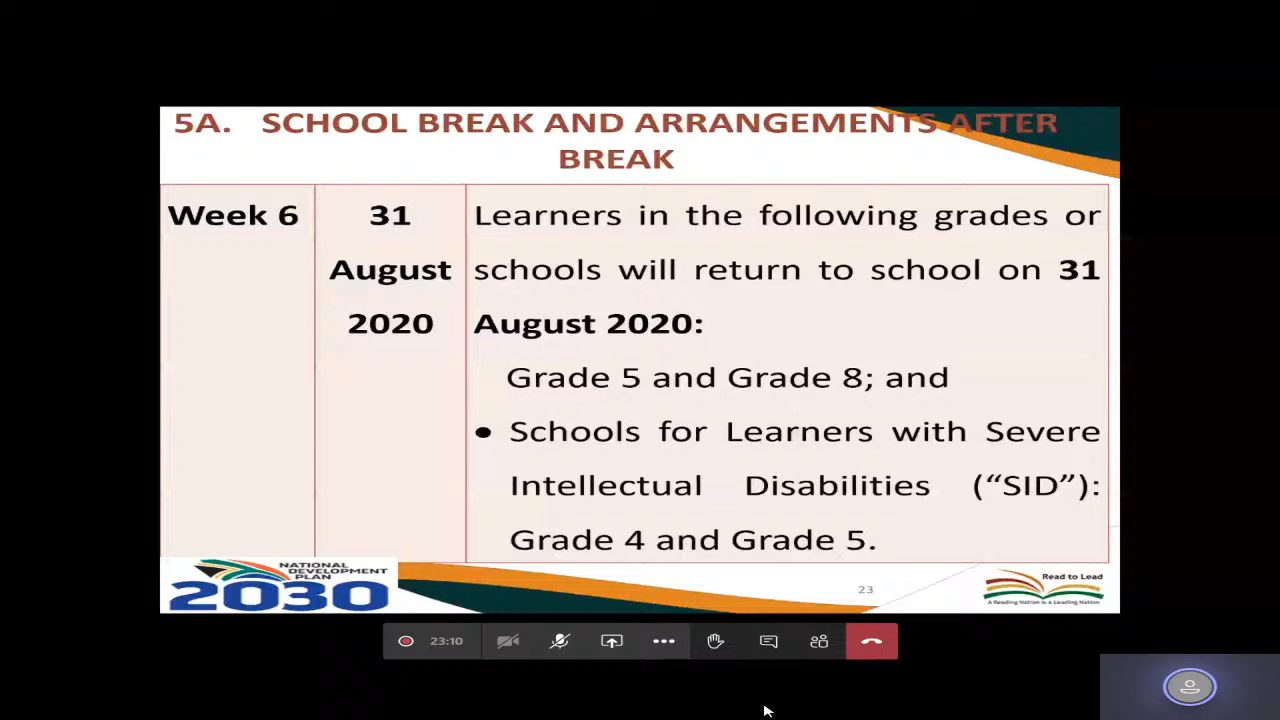 5A. SCHOOL BREAK AND ARRANGEMENTS AFTER
BREAK
Week 6
31
August
2020
Learners in the following grades or
schools will return to school on 31
August 2020:
Grade 5 and Grade 8; and
• Schools for Learners with Severe
Intellectual Disabilities (“SID”):
Grade 4 and Grade 5.
NATIONAL
DEVELOPMENT
PLAN
2030
23
Read to Lead
A Reading Nation is a Leading Nation
23:10